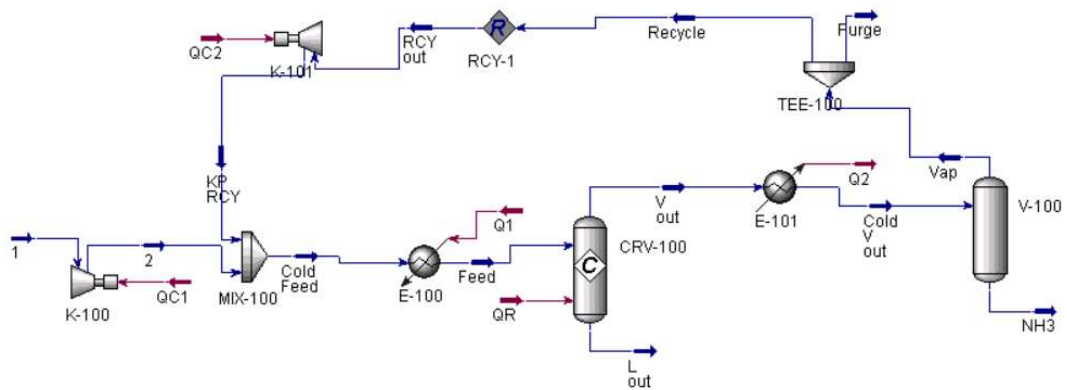 QC2
K-101
RCY
out
RCY-1
Recycle
Purge
TEE-100
KP
RCY
Vap
V-100
1
2
QC1
K-100
MIX-100
Cold
Feed
Q1
E-100
Feed
QR
V
out
CRV-100
C
L
out
E-101
Q2
Cold
V
out
NH3
R